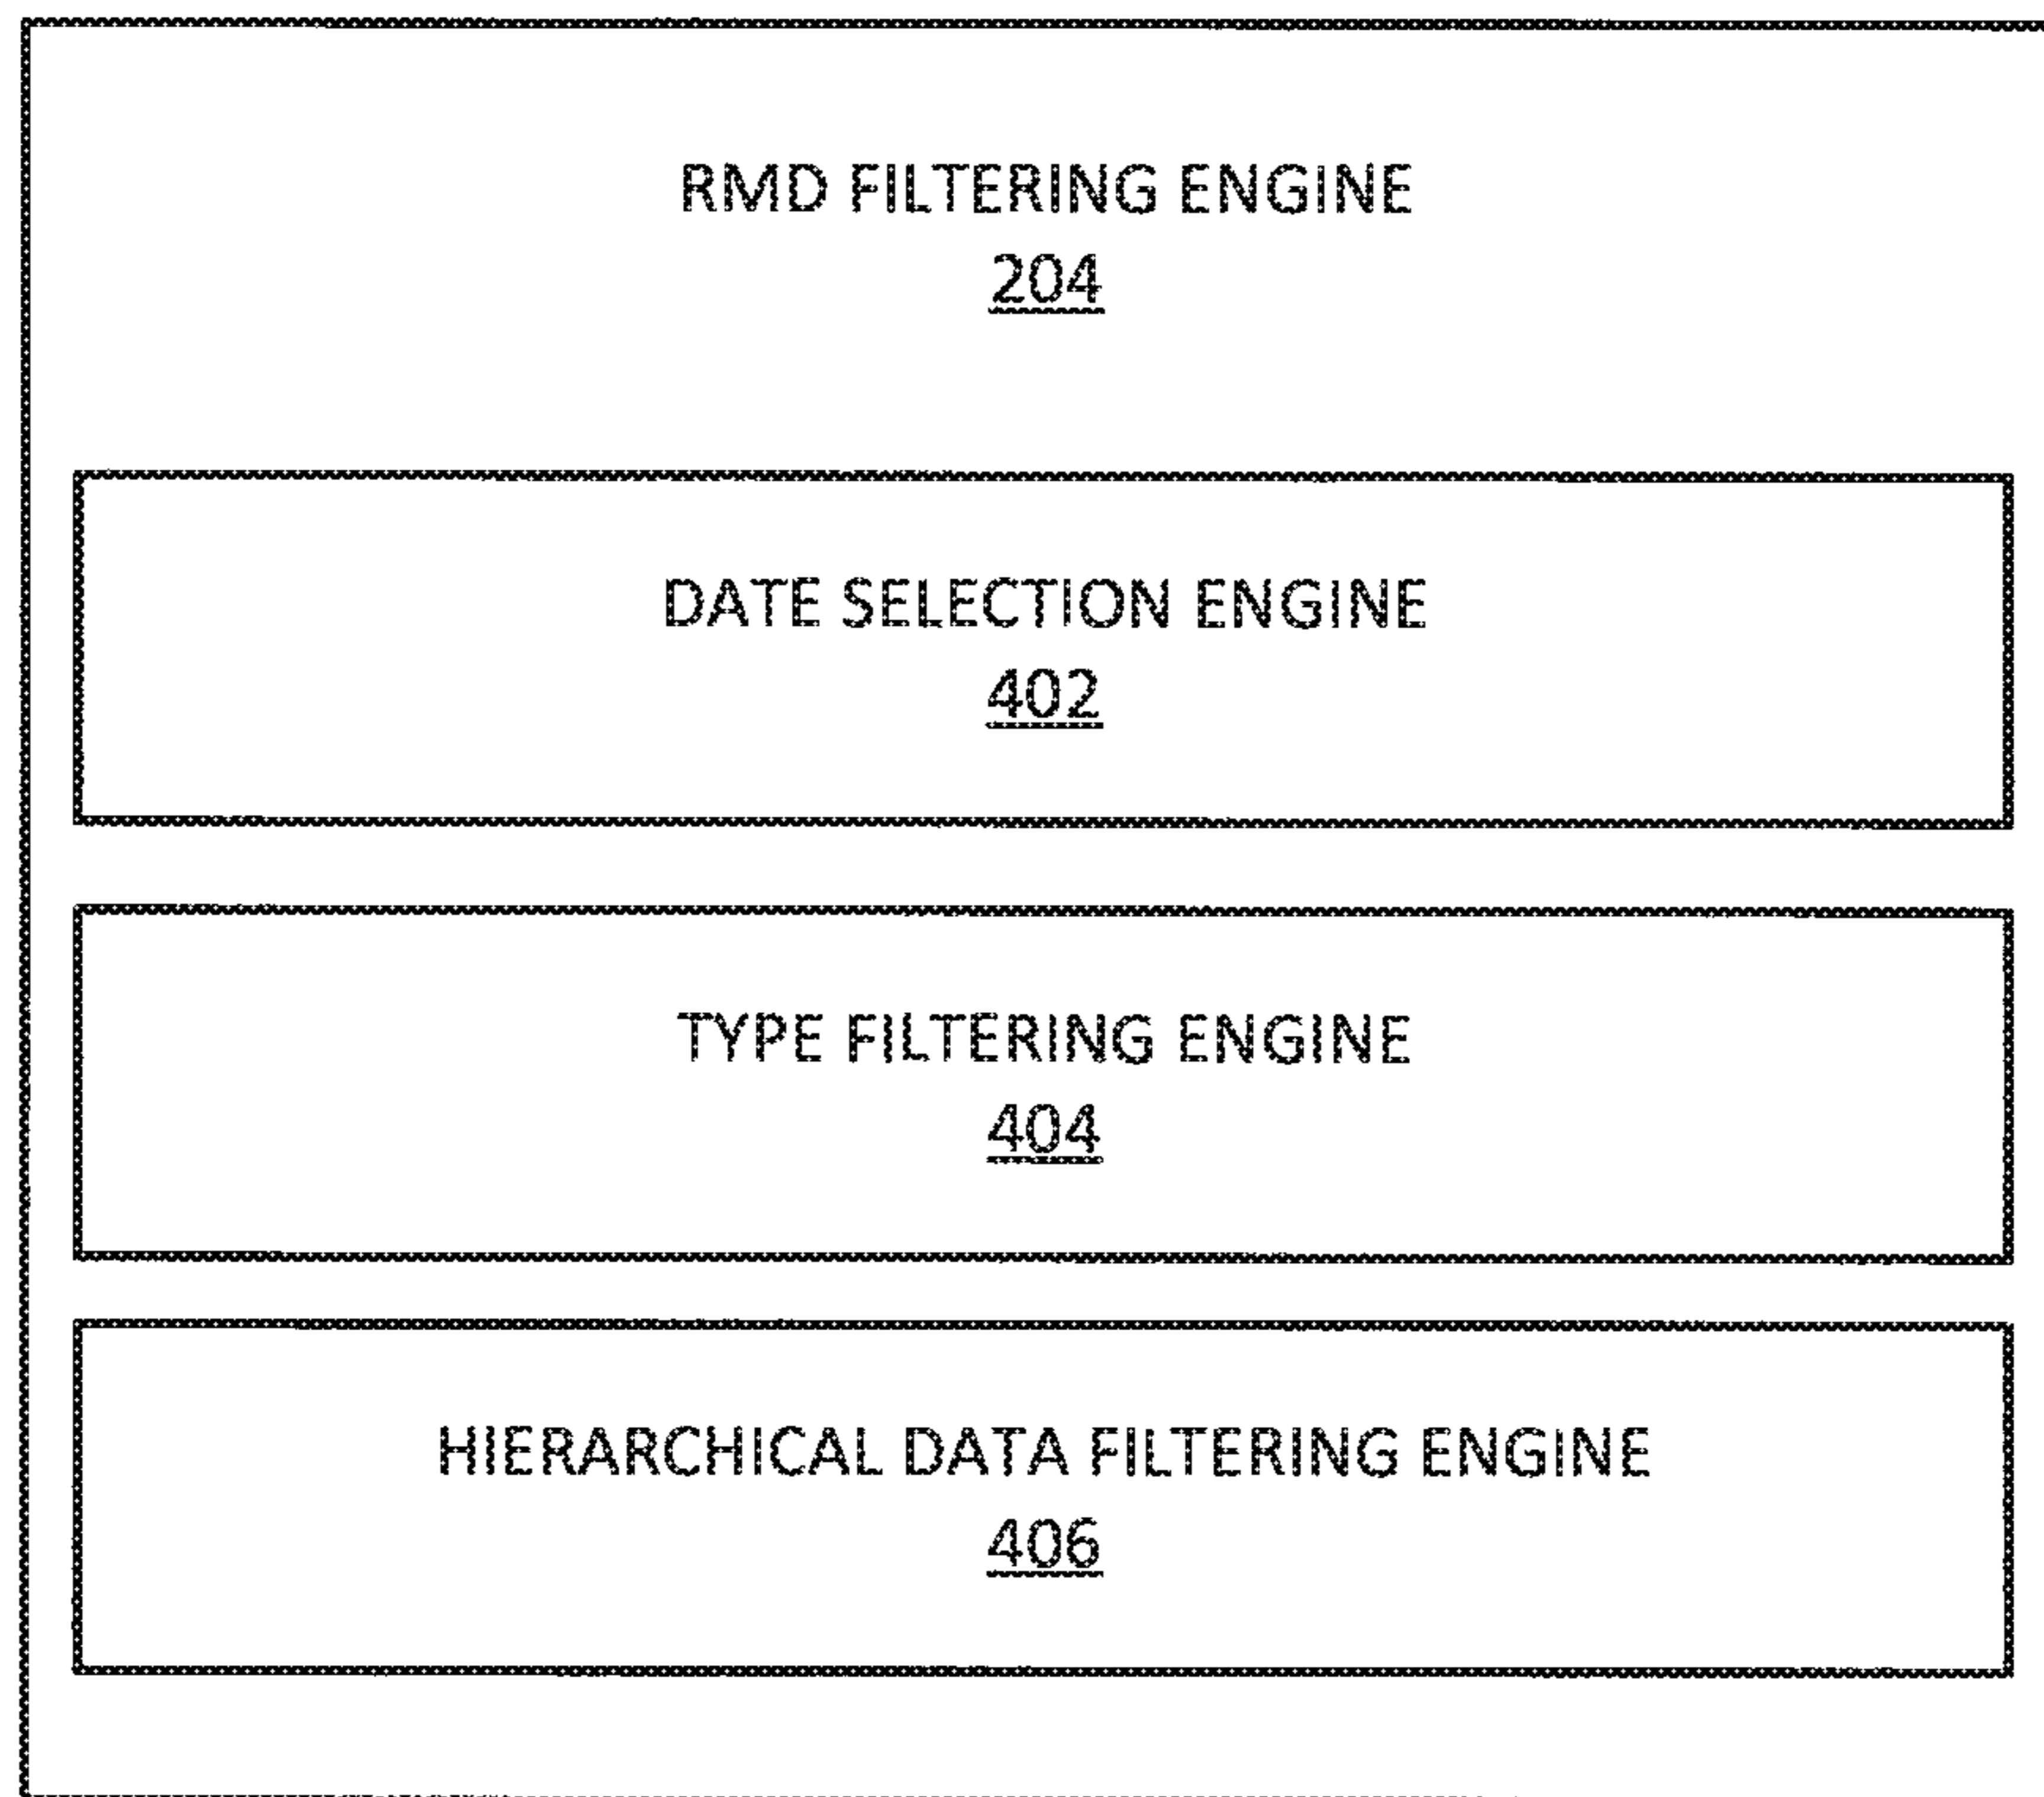 RMD FILTERING ENGINE
204
DATE SELECTION ENGINE
402
TYPE FILTERING ENGINE
404
HIERARCHICAL DATA FILTERING ENGINE
406